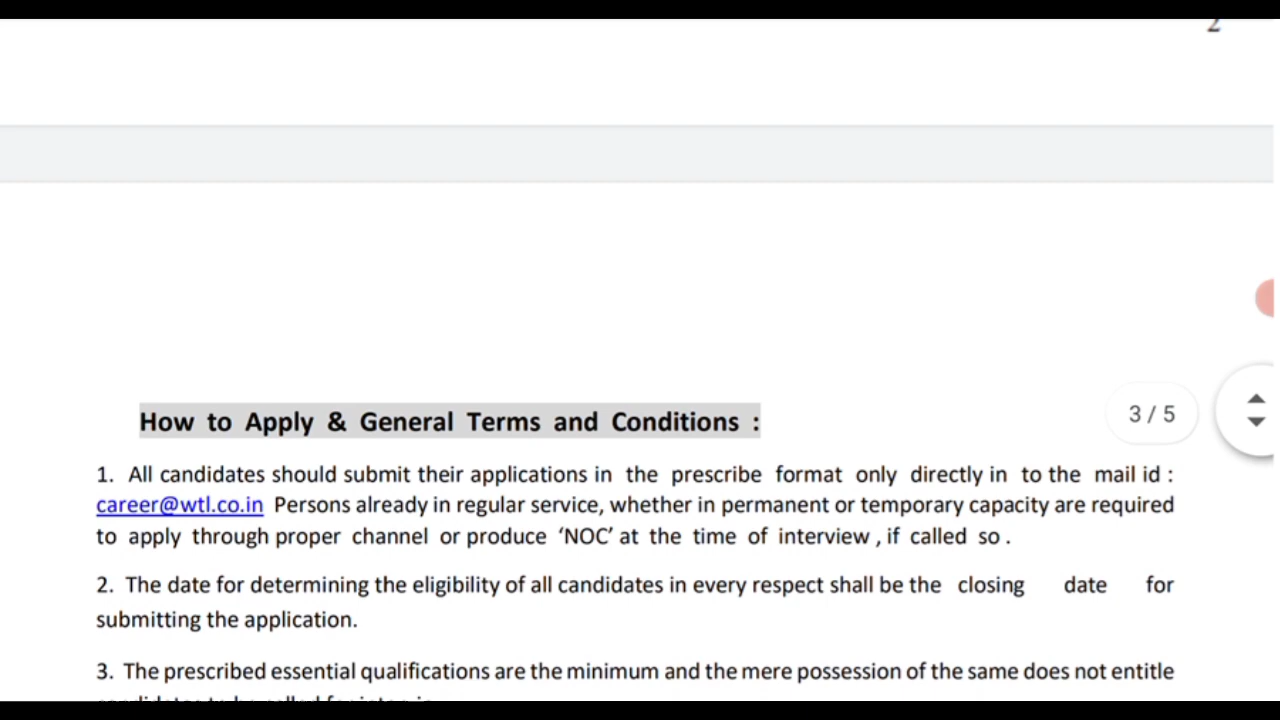 2
How to Apply & General Terms and Conditions :
3 / 5
1. All candidates should submit their applications in the prescribe format only directly in to the mail id :
career@wtl.co.in Persons already in regular service, whether in permanent or temporary capacity are required
to apply through proper channel or produce ‘NOC’ at the time of interview , if called so .
2. The date for determining the eligibility of all candidates in every respect shall be the closing date for
submitting the application.
3. The prescribed essential qualifications are the minimum and the mere possession of the same does not entitle